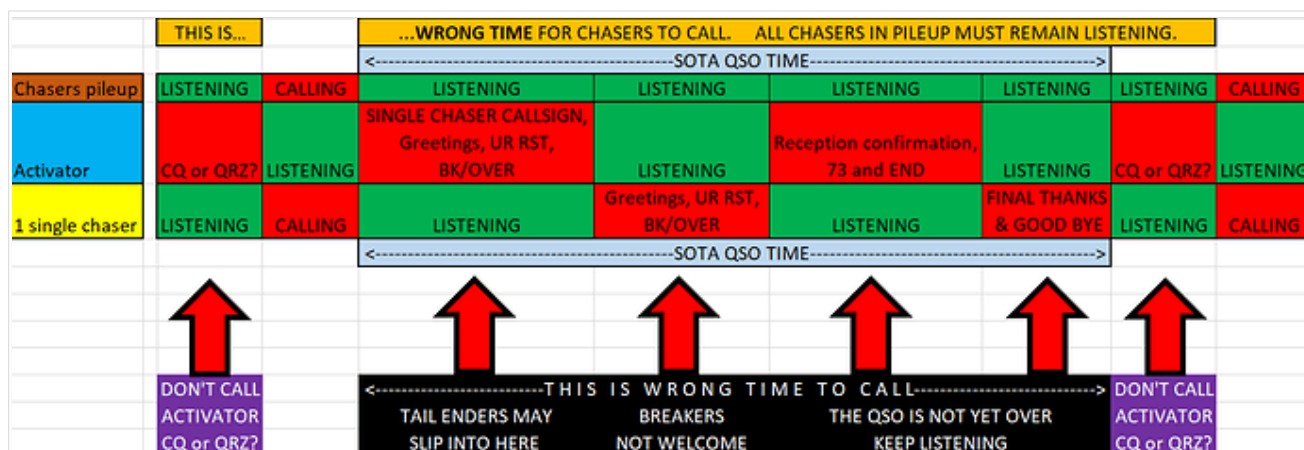 THIS IS... ...WRONG TIME FOR CHASERS TO CALL. ALL CHASERS IN PILEUP MUST REMAIN LISTENING.
<---------------------------------------SOTA QSO TIME--------------------------------------->
Chasers pileup LISTENING CALLING LISTENING LISTENING LISTENING LISTENING LISTENING CALLING
SINGLE CHASER CALLSIGN,
Greetings, UR RST, Reception confirmation,
Activator CQ or QRZ? LISTENING BK/OVER LISTENING 73 and END LISTENING CQ or QRZ? LISTENING
Greetings, UR RST, FINAL THANKS
1 single chaser LISTENING CALLING LISTENING BK/OVER LISTENING & GOOD BYE LISTENING CALLING
<---------------------------------------SOTA QSO TIME--------------------------------------->
DON'T CALL <-----------------------THIS IS WRONG TIME TO CALL-----------------------> DON'T CALL
ACTIVATOR TAIL ENDERS MAY BREAKERS THE QSO IS NOT YET OVER ACTIVATOR
CQ or QRZ? SLIP INTO HERE NOT WELCOME KEEP LISTENING CQ or QRZ?